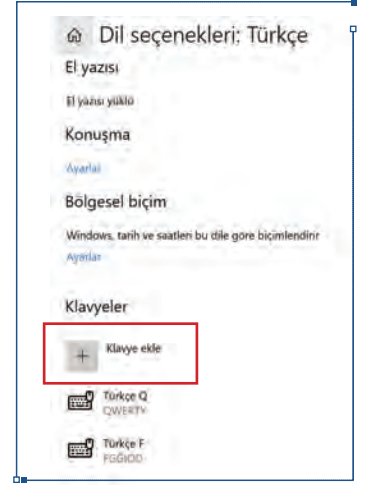 Dil seçenekleri: Türkçe
El yazısı
El yazısı yüklü
Konuşma
Ayarlar
Bölgesel biçim
Windows, tarih ve saatleri bu dile göre biçimlendirir
Ayarlar
Klavyeler
+ Klavye ekle
Türkçe Q
QWERTY
Türkçe F
FGĞIOD